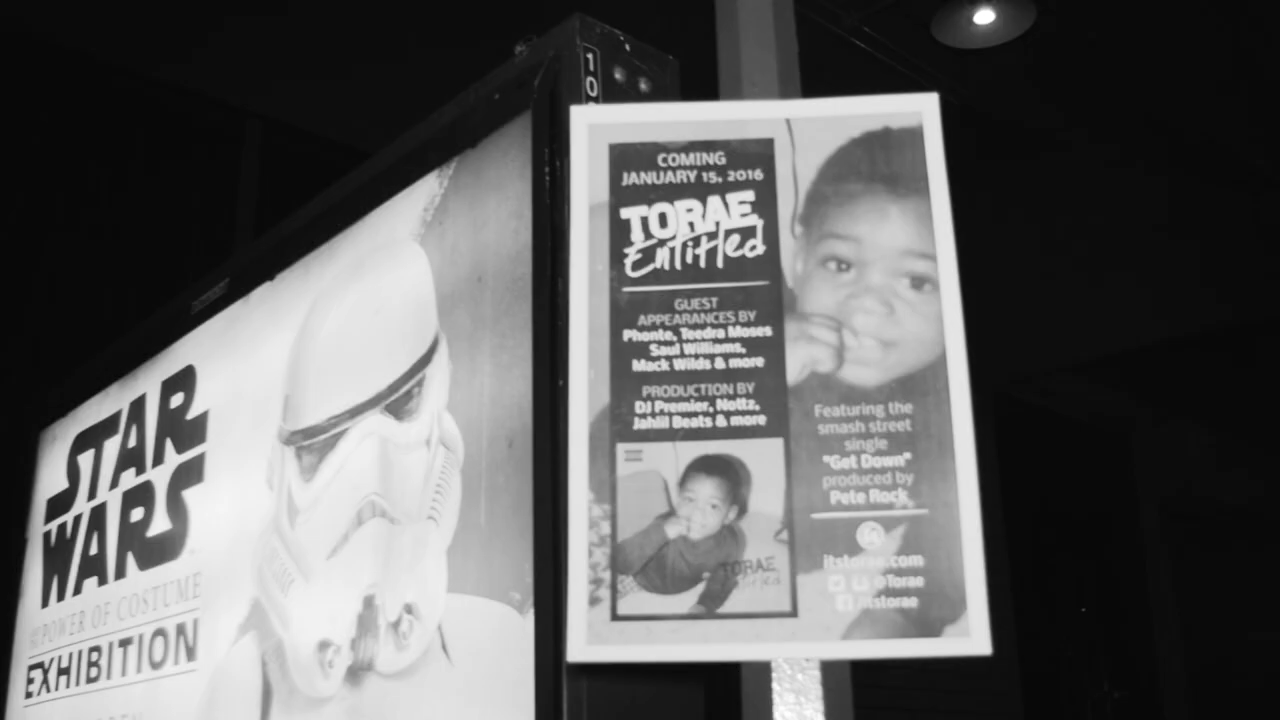 STAR
WARS
POWER OF COSTUME
EXHIBITION
10
COMING
JANUARY 15, 2016
TORAE
Entitled
GUEST
APPEARANCES BY
Phonte, Teedra Moses
Saul Williams,
Mack Wilds & more
PRODUCTION BY
DJ Premier, Nottz,
Jahlil Beats & more
TORAE
Entitled
Featuring the
smash street
single
"Get Down"
produced by
Pete Rock
itstorae.com
@Torae
/itstorae